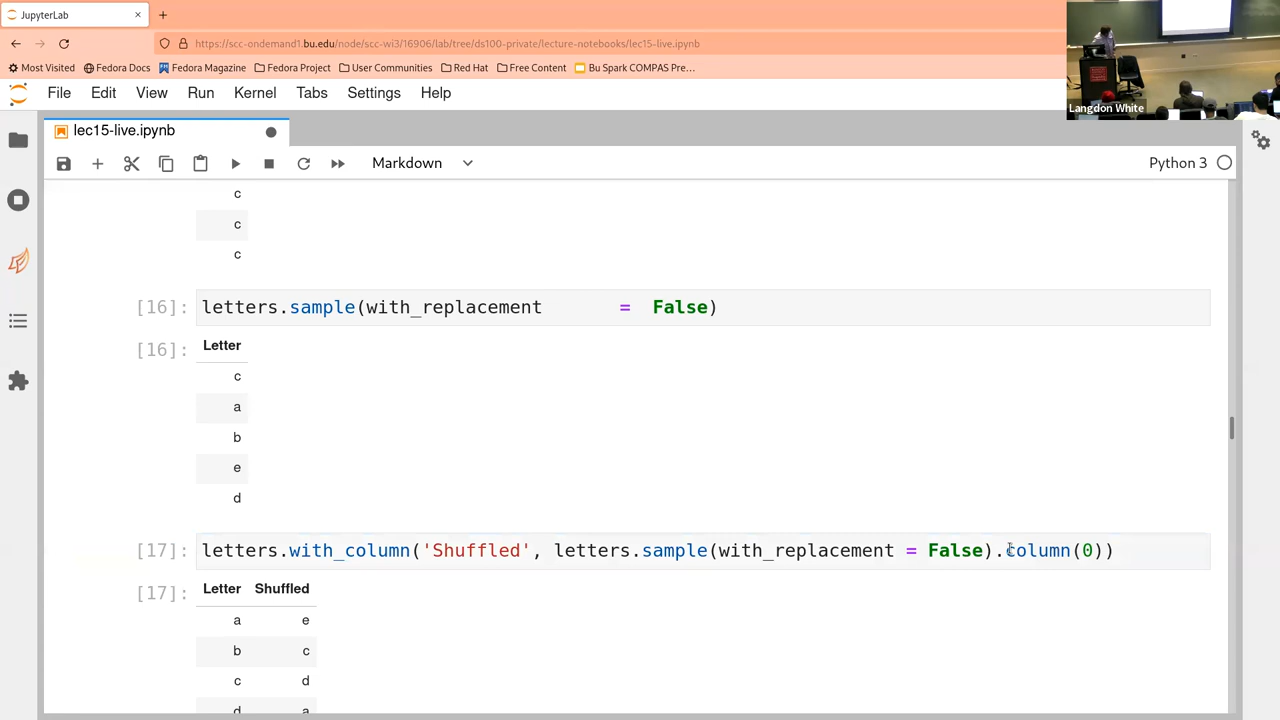 JupyterLab
https://scc-ondemand1.bu.edu/node/scc-wi3/16906/lab/tree/ds100-private/lecture-notebooks/lec15-live.ipynb
Most Visited Fedora Docs Fedora Magazine Fedora Project User Communities Red Hat Free Content Bu Spark COMPAS Pre…
Langdon White
File Edit View Run Kernel Tabs Settings Help
lec15-live.ipynb
Markdown Python 3
c
c
c
[16]: letters.sample(with_replacement = False)
[16]: Letter
c
a
b
e
d
[17]: letters.with_column('Shuffled', letters.sample(with_replacement = False).column(0))
[17]: Letter Shuffled
a e
b c
c d
d a